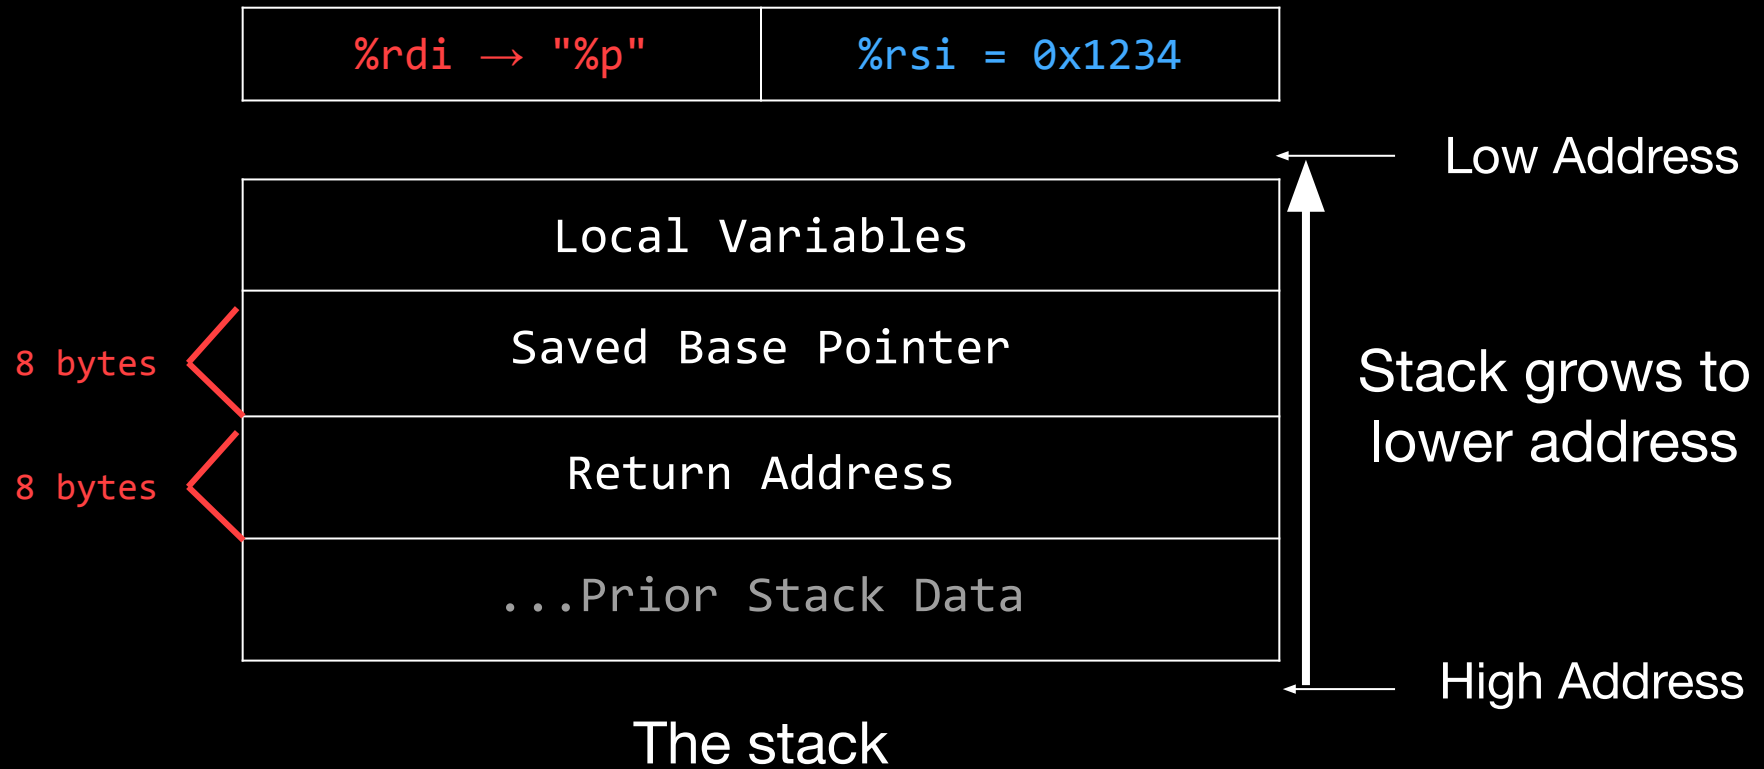 %rdi → "%p"
%rsi = 0x1234
Low Address
Local Variables
Saved Base Pointer
8 bytes
Stack grows to
lower address
Return Address
8 bytes
...Prior Stack Data
High Address
The stack